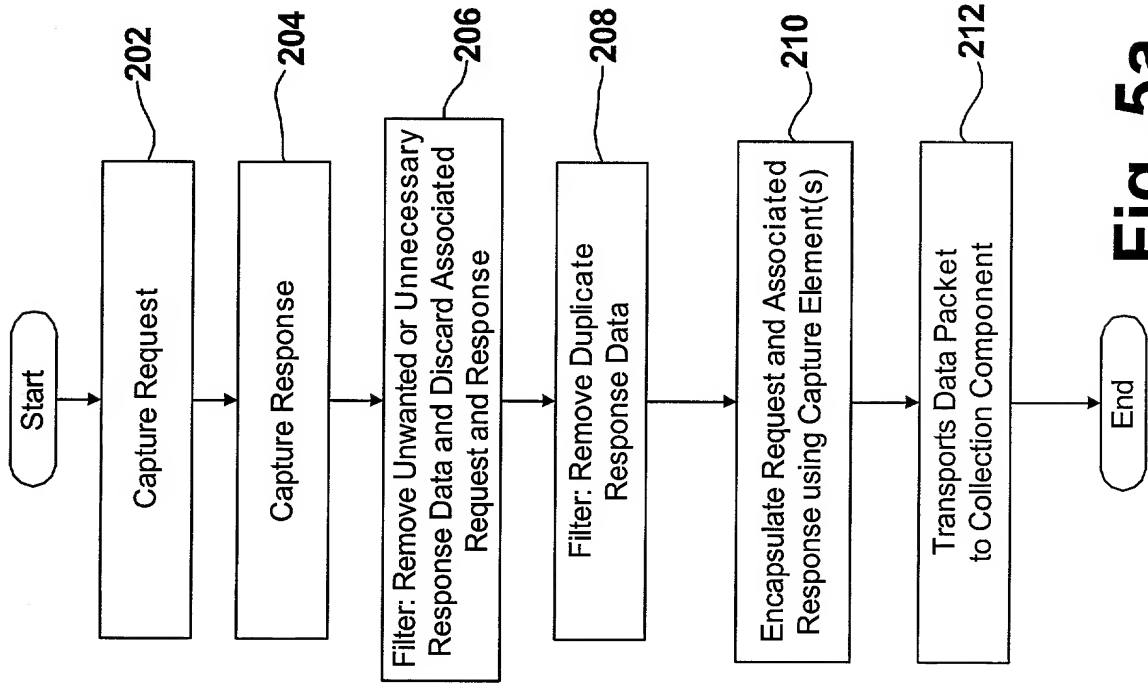 Start
Capture Request
202
Capture Response
204
Filter: Remove Unwanted or Unnecessary
Response Data and Discard Associated
Request and Response
206
Filter: Remove Duplicate
Response Data
208
Encapsulate Request and Associated
Response using Capture Element(s)
210
Transports Data Packet
to Collection Component
212
End
Fig. 5a